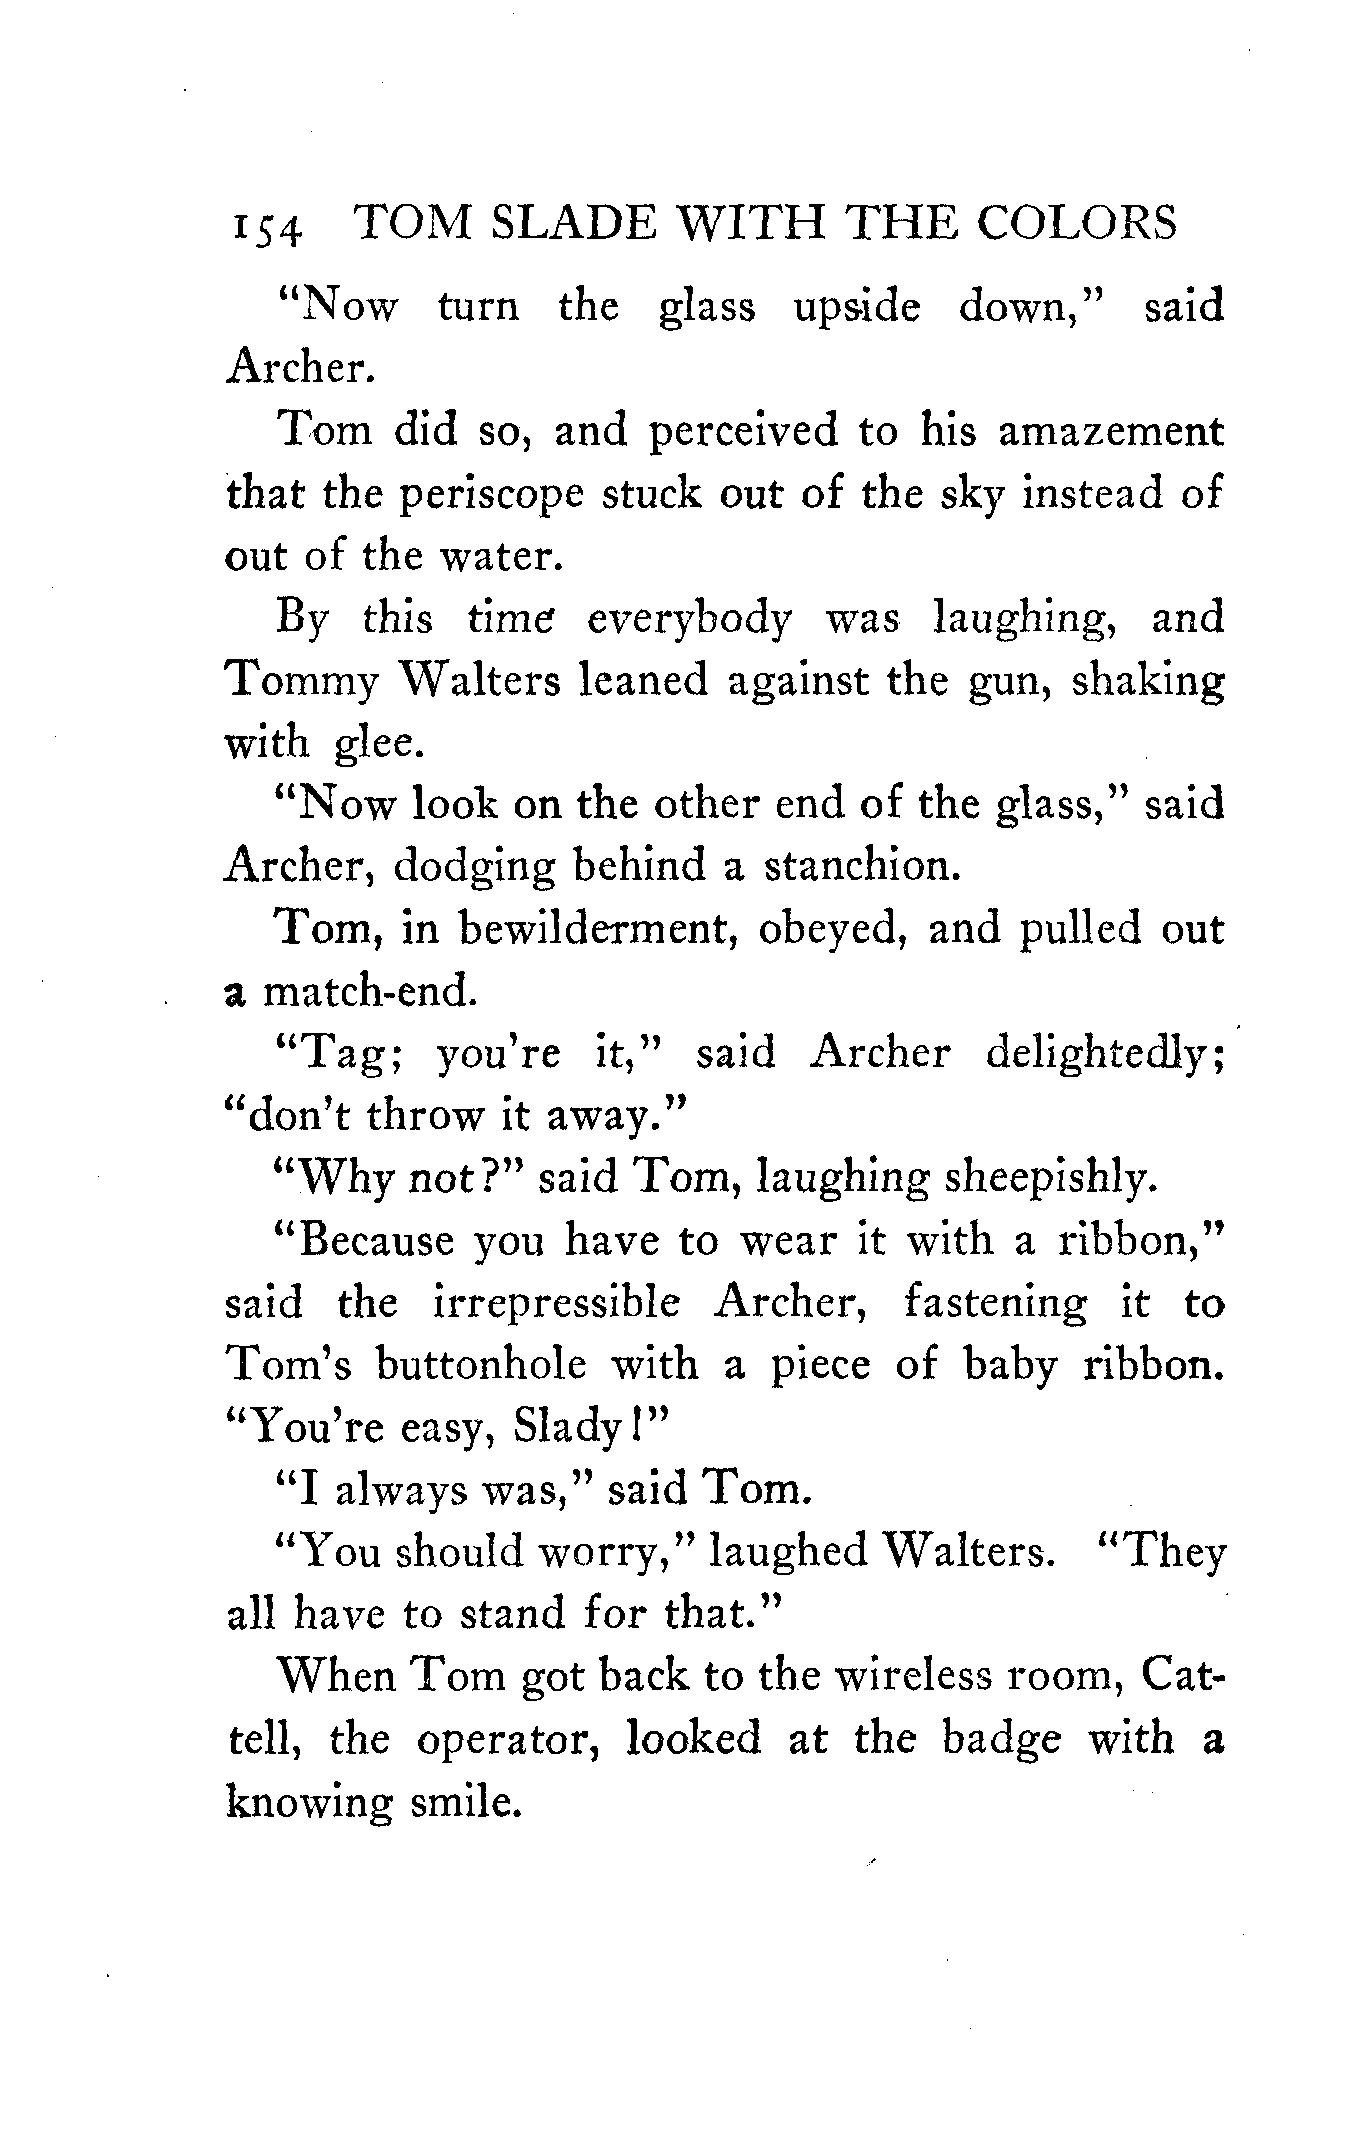 154 TOM SLADE WITH THE COLORS
"Now turn the glass upside down," said
Archer.
Tom did so, and perceived to his amazement
that the periscope stuck out of the sky instead of
out of the water.
By this time everybody was laughing, and
Tommy Walters leaned against the gun, shaking
with glee.
"Now look on the other end of the glass," said
Archer, dodging behind a stanchion.
Tom, in bewilderment, obeyed, and pulled out
a match-end.
"Tag; you're it," said Archer delightedly;
"don't throw it away."
"Why not?" said Tom, laughing sheepishly.
"Because you have to wear it with a ribbon,"
said the irrepressible Archer, fastening it to
Tom's buttonhole with a piece of baby ribbon.
"You're easy, Slady!"
"I always was," said Tom.
"You should worry," laughed Walters. "They
all have to stand for that."
When Tom got back to the wireless room, Cat-
tell, the operator, looked at the badge with a
knowing smile.